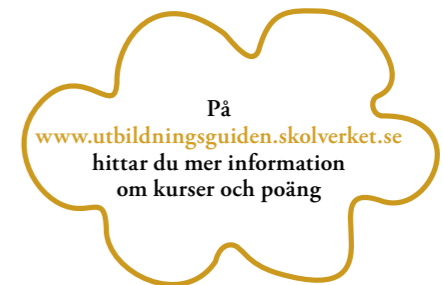 På
www.utbildningsguiden.skolverket.se
hittar du mer information
om kurser och poäng